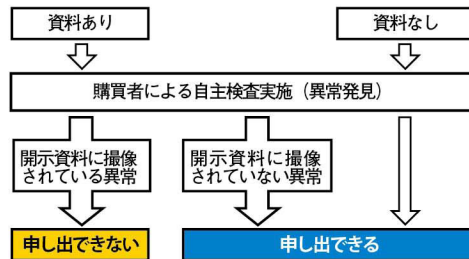 資料あり
資料なし
購買者による自主検査実施（異常発見）
開示資料に撮像
されている異常
開示資料に撮像
されていない異常
申し出できない
申し出できる